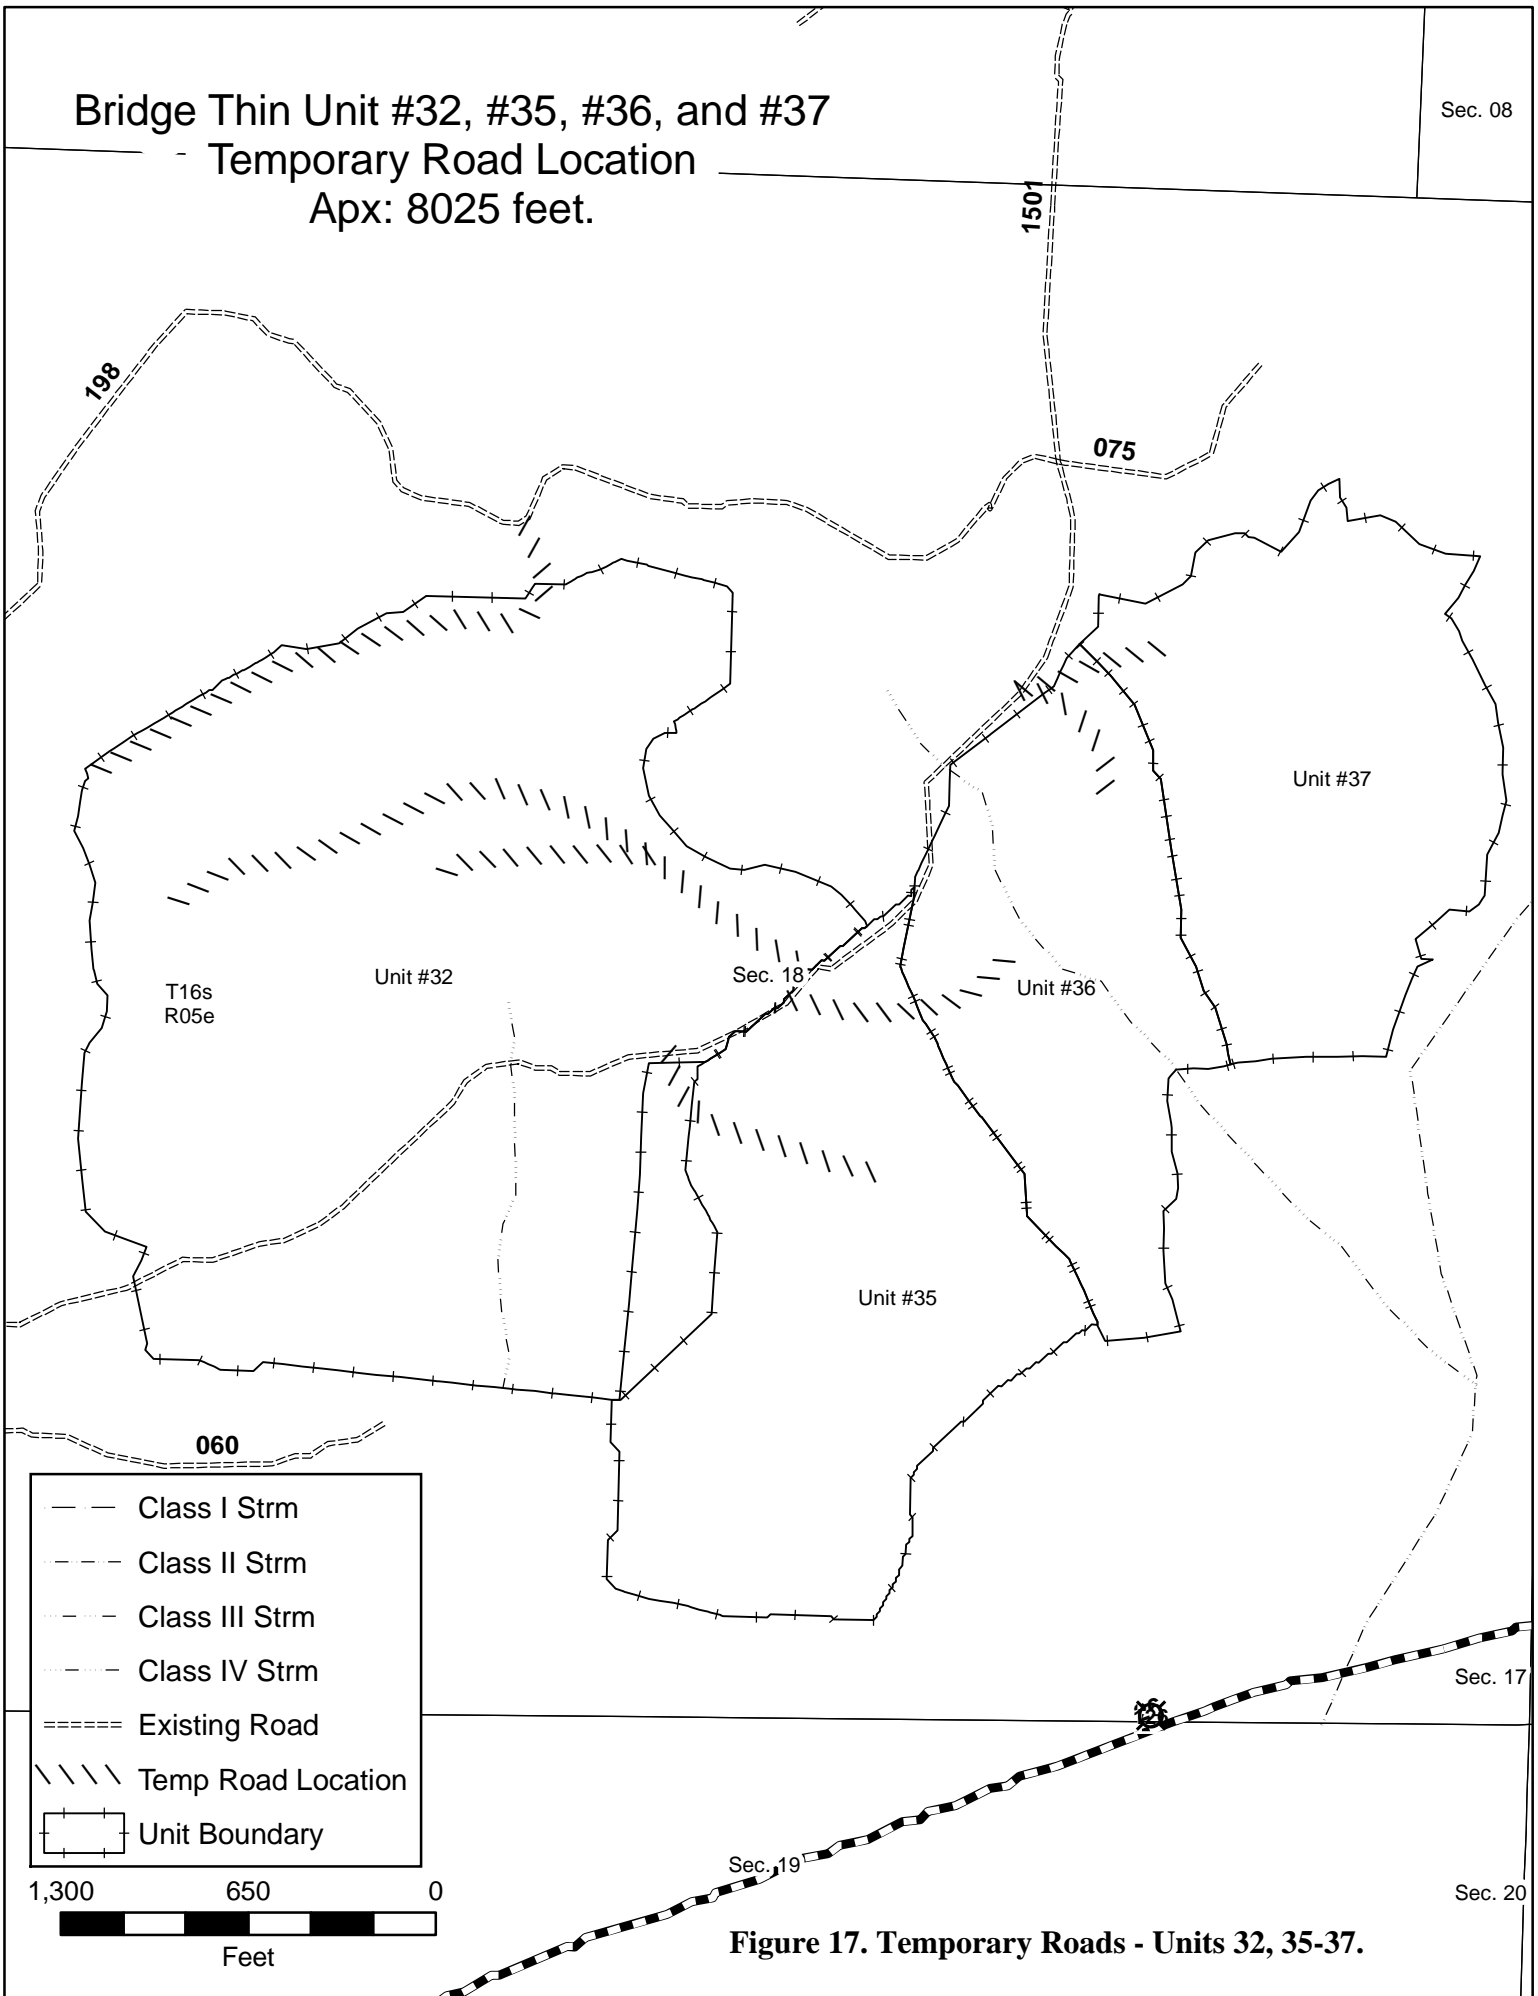 Bridge Thin Unit #32, #35, #36, and #37
Temporary Road Location
Apx: 8025 feet.
Sec. 08
1501
198
075
Unit #37
Unit #32
Sec. 18
Unit #36
T16s
R05e
Unit #35
060
Class I Strm
Class II Strm
Class III Strm
Class IV Strm
Existing Road
Temp Road Location
Unit Boundary
Sec. 17
Sec. 19
Sec. 20
1,300 650 0
Feet
Figure 17. Temporary Roads - Units 32, 35-37.